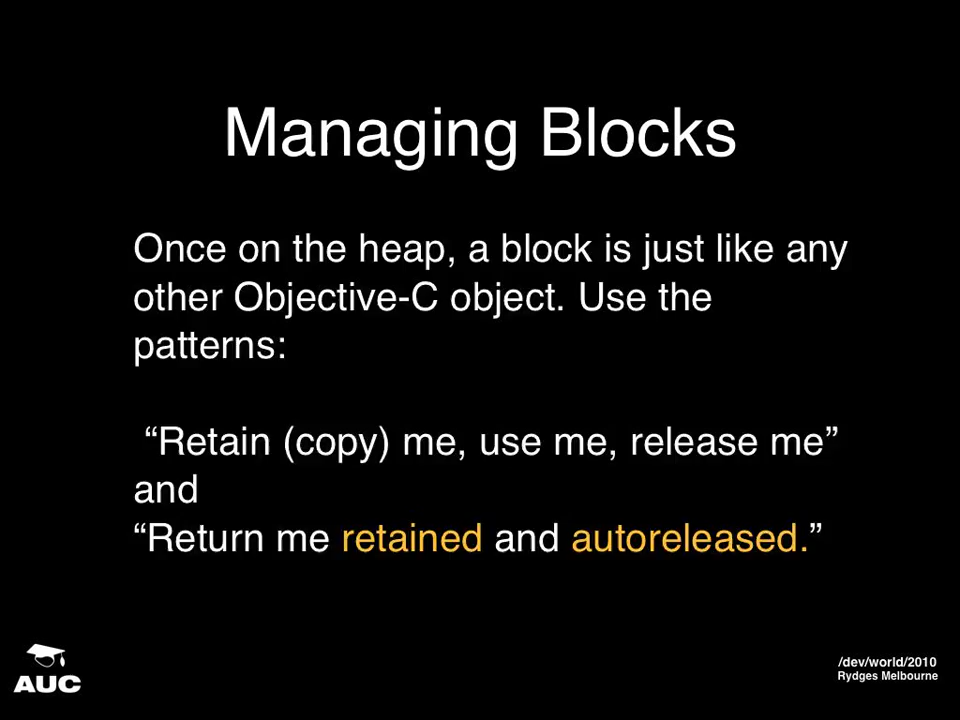 Managing Blocks
Once on the heap, a block is just like any
other Objective-C object. Use the
patterns:
“Retain (copy) me, use me, release me”
and
“Return me retained and autoreleased.”
AUC
/dev/world/2010
Rydges Melbourne